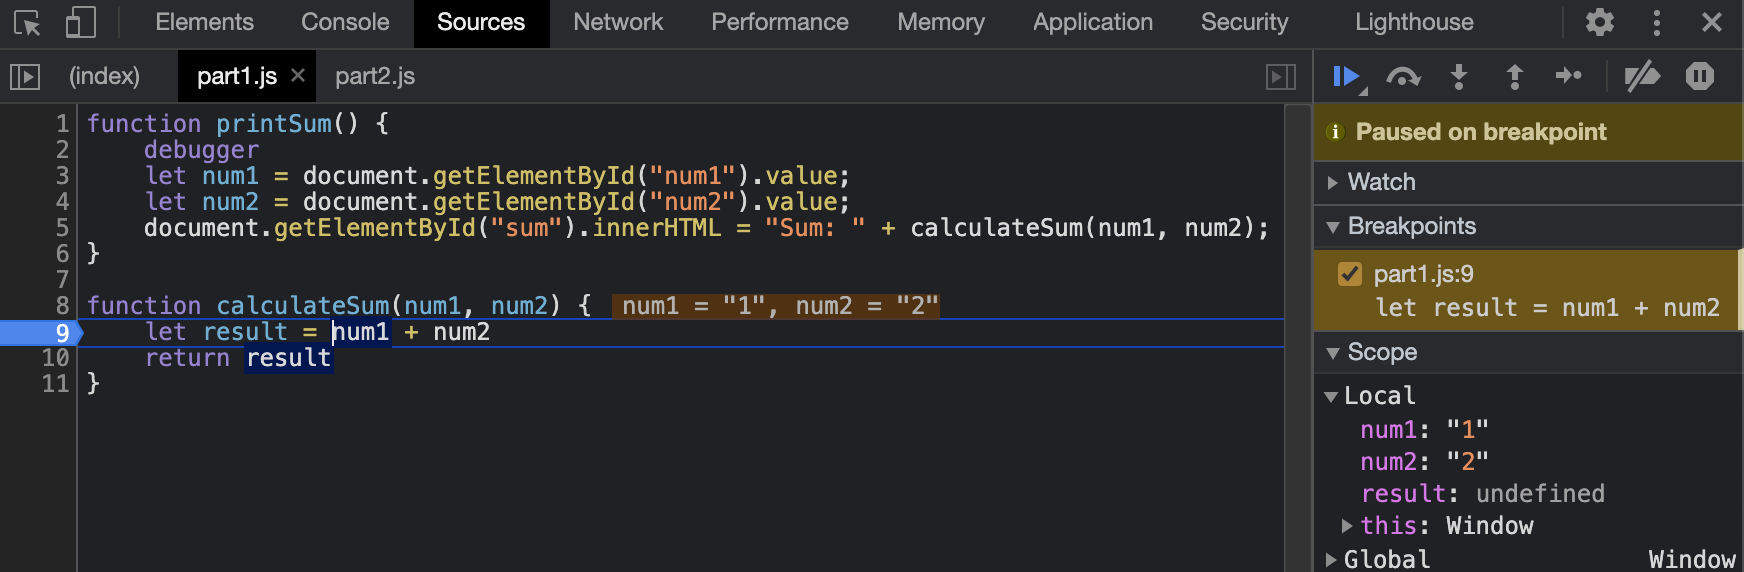 Elements Console Sources Network Performance Memory Application Security Lighthouse
(index) part1.js × part2.js
1 function printSum() {
2 debugger
3 let num1 = document.getElementById("num1").value;
4 let num2 = document.getElementById("num2").value;
5 document.getElementById("sum").innerHTML = "Sum: " + calculateSum(num1, num2);
6 }
7
8 function calculateSum(num1, num2) { num1 = "1", num2 = "2"
9 let result = num1 + num2
10 return result
11 }
Paused on breakpoint
Watch
Breakpoints
part1.js:9
let result = num1 + num2
Scope
Local
num1: "1"
num2: "2"
result: undefined
this: Window
Global Window